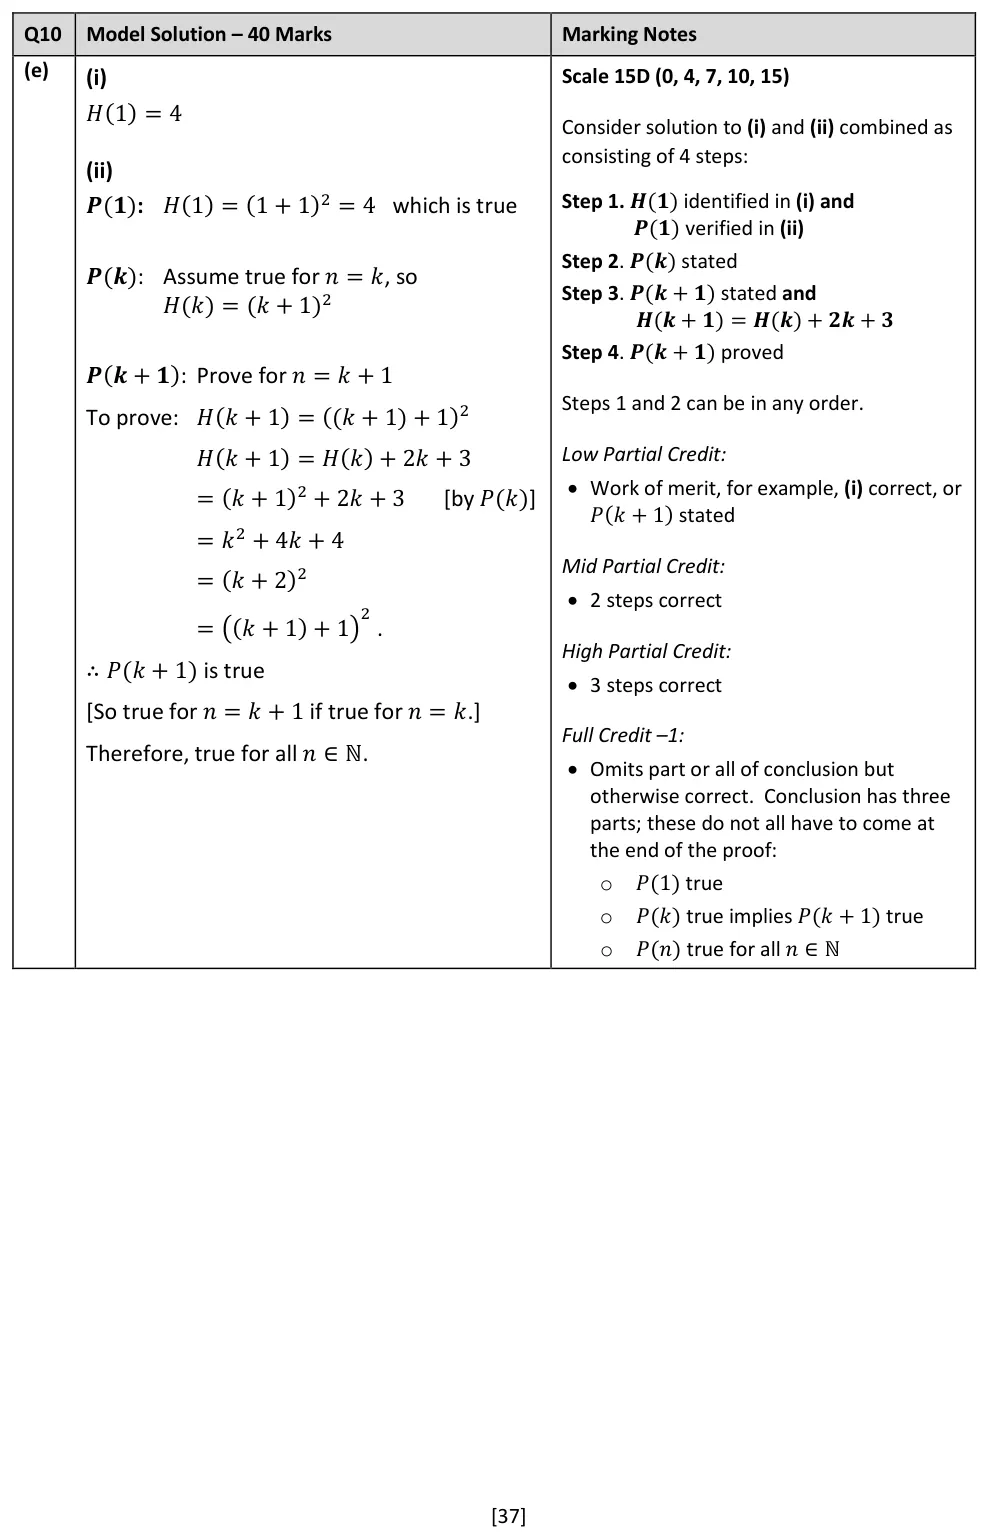 Q10 Model Solution – 40 Marks Marking Notes
(e)
(i)
H(1) = 4
(ii)
P(1): H(1) = (1 + 1)² = 4 which is true
P(k): Assume true for n = k, so
H(k) = (k + 1)²
P(k + 1): Prove for n = k + 1
To prove: H(k + 1) = ((k + 1) + 1)²
H(k + 1) = H(k) + 2k + 3
= (k + 1)² + 2k + 3 [by P(k)]
= k² + 4k + 4
= (k + 2)²
= ((k + 1) + 1)² .
∴ P(k + 1) is true
[So true for n = k + 1 if true for n = k.]
Therefore, true for all n ∈ ℕ.
Scale 15D (0, 4, 7, 10, 15)
Consider solution to (i) and (ii) combined as
consisting of 4 steps:
Step 1. H(1) identified in (i) and
P(1) verified in (ii)
Step 2. P(k) stated
Step 3. P(k + 1) stated and
H(k + 1) = H(k) + 2k + 3
Step 4. P(k + 1) proved
Steps 1 and 2 can be in any order.
Low Partial Credit:
• Work of merit, for example, (i) correct, or
P(k + 1) stated
Mid Partial Credit:
• 2 steps correct
High Partial Credit:
• 3 steps correct
Full Credit –1:
• Omits part or all of conclusion but
otherwise correct. Conclusion has three
parts; these do not all have to come at
the end of the proof:
o P(1) true
o P(k) true implies P(k + 1) true
o P(n) true for all n ∈ ℕ
[37]